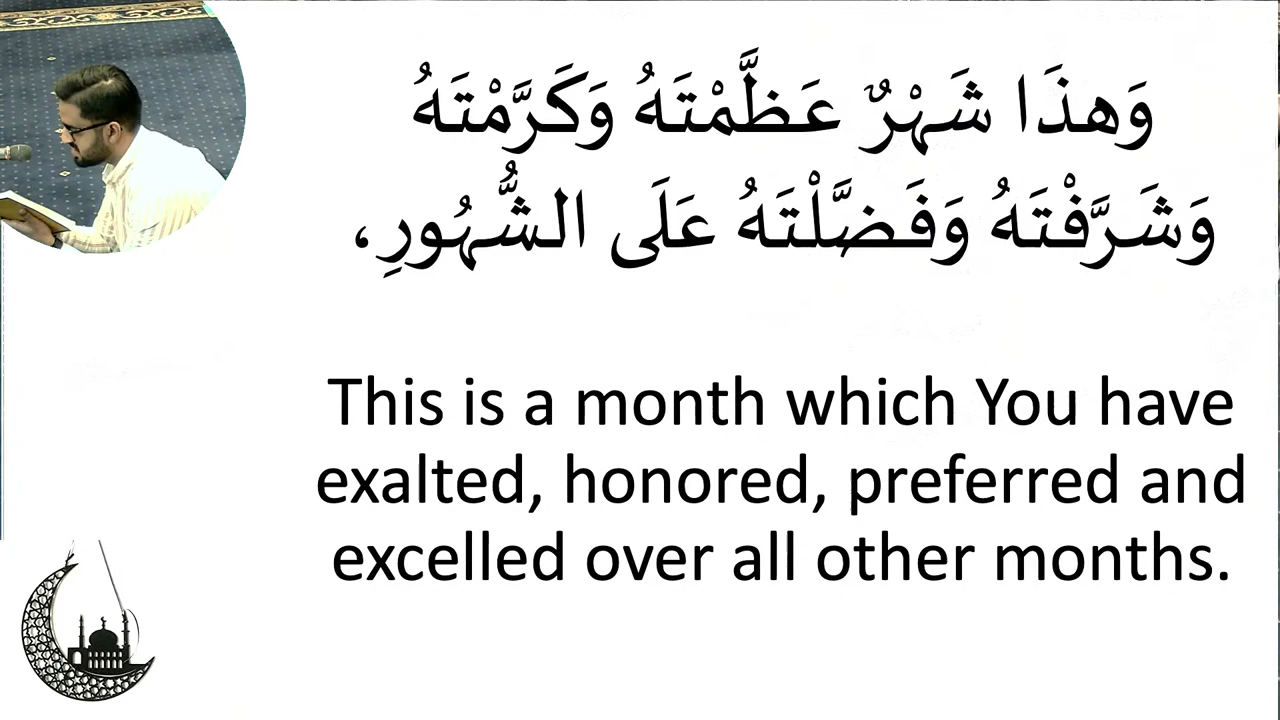 وَهذَا شَهْرٌ عَظَّمْتَهُ وَكَرَّمْتَهُ
وَشَرَّفْتَهُ وَفَضَّلْتَهُ عَلَى الشُّهُورِ،
This is a month which You have
exalted, honored, preferred and
excelled over all other months.